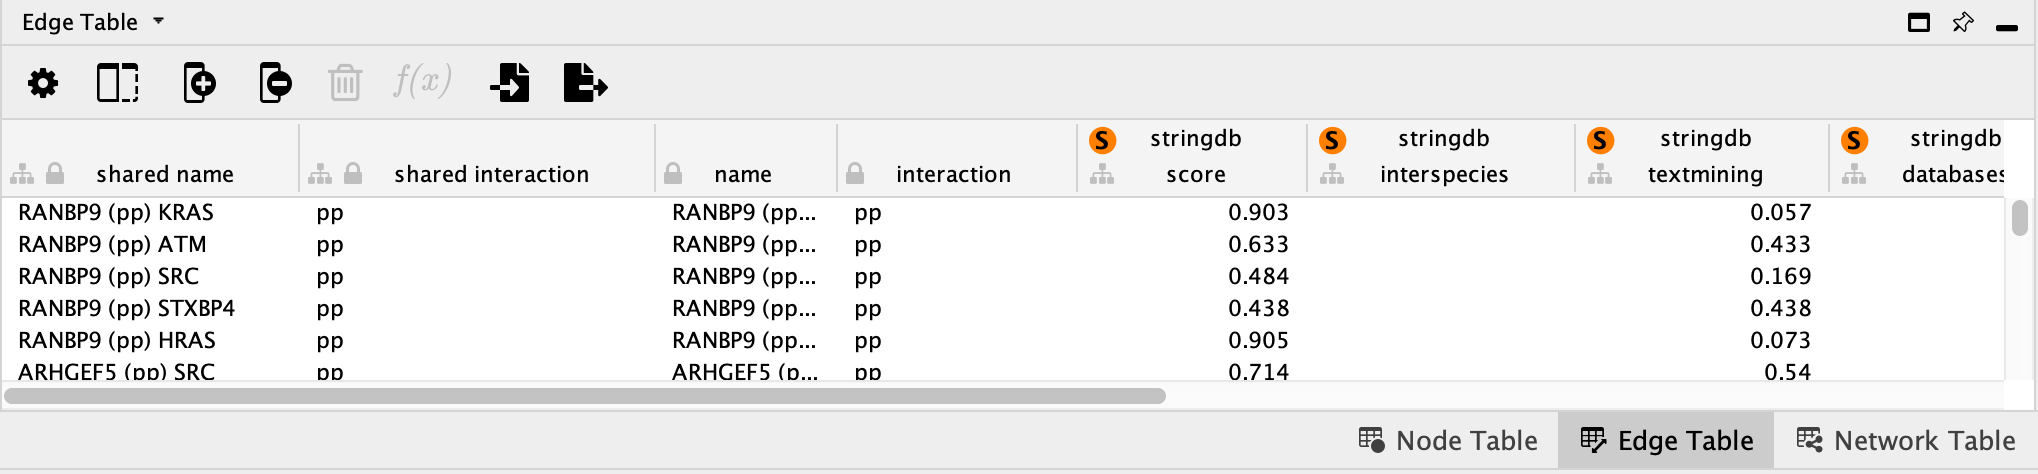 Edge Table
f(x)
shared name shared interaction name interaction S stringdb score S stringdb interspecies S stringdb textmining S stringdb databases
RANBP9 (pp) KRAS pp RANBP9 (pp... pp 0.903 0.057
RANBP9 (pp) ATM pp RANBP9 (pp... pp 0.633 0.433
RANBP9 (pp) SRC pp RANBP9 (pp... pp 0.484 0.169
RANBP9 (pp) STXBP4 pp RANBP9 (pp... pp 0.438 0.438
RANBP9 (pp) HRAS pp RANBP9 (pp... pp 0.905 0.073
ARHGEF5 (pp) SRC pp ARHGEF5 (p... pp 0.714 0.54
Node Table Edge Table Network Table